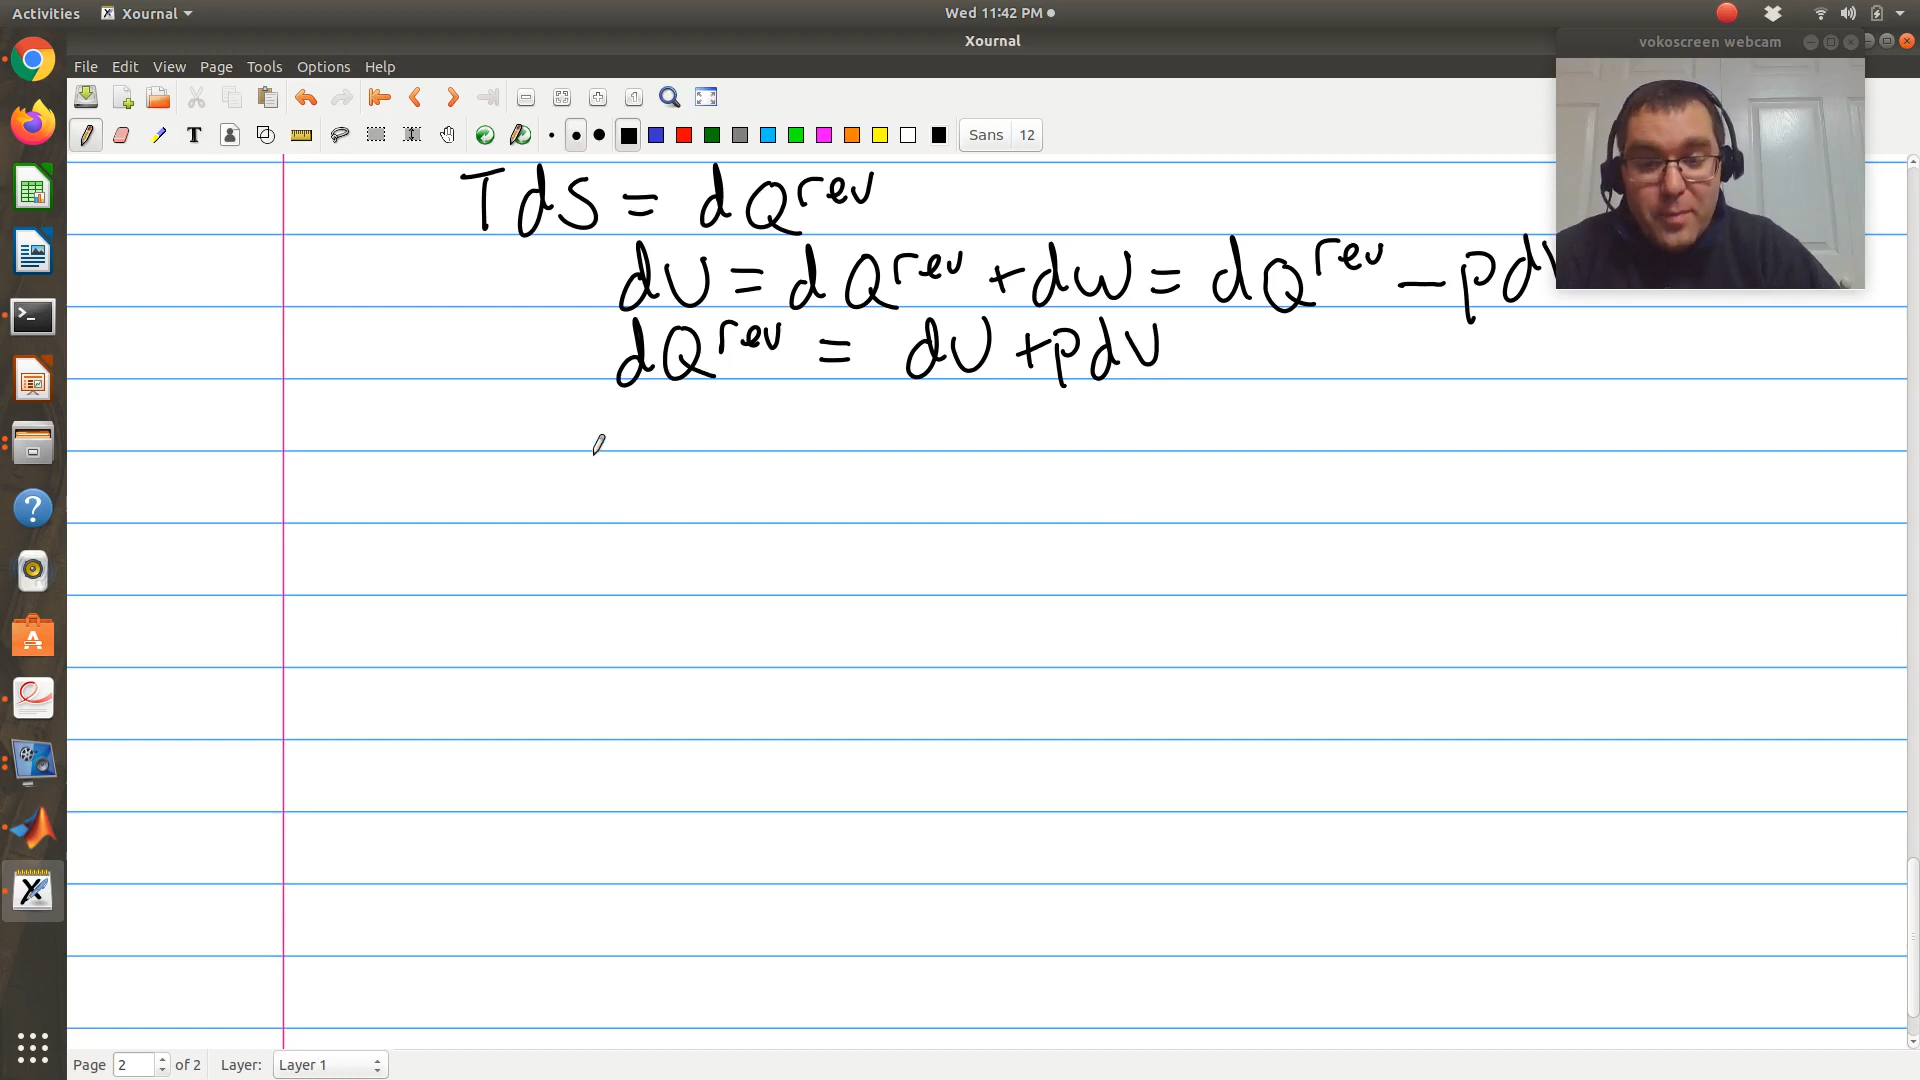 Activities Xournal Wed 11:42 PM
Xournal
vokoscreen webcam
File Edit View Page Tools Options Help
T Sans 12
TdS = dQ^rev
dU = dQ^rev + dW = dQ^rev - pdV
dQ^rev = dU + pdV
Page 2 of 2 Layer: Layer 1